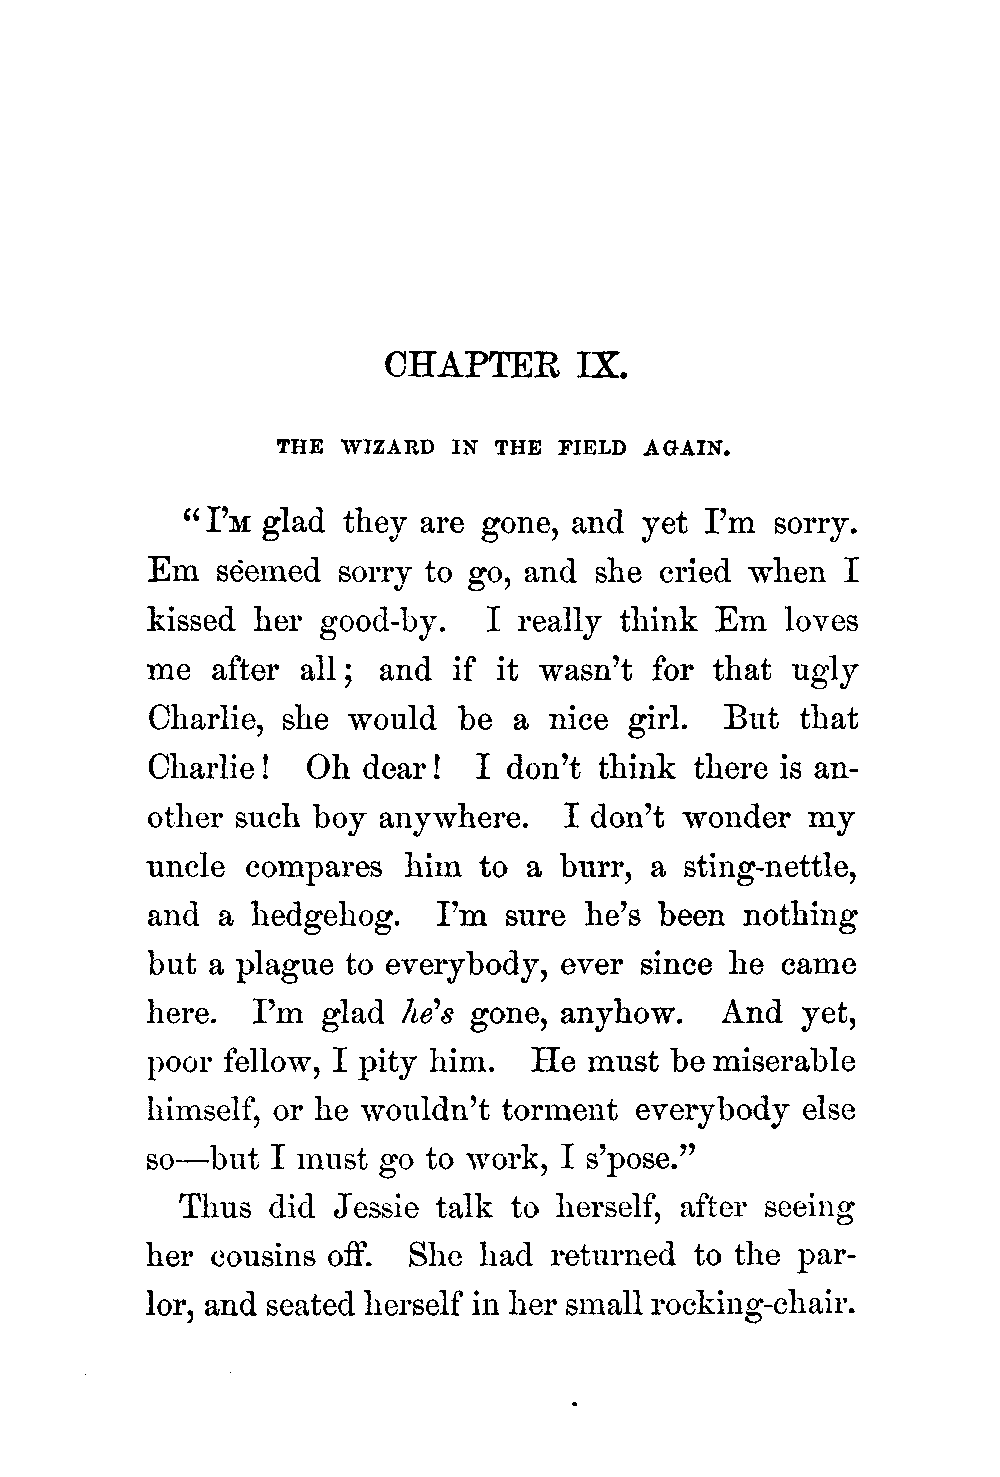 CHAPTER IX.
THE WIZARD IN THE FIELD AGAIN.
“I’M glad they are gone, and yet I’m sorry.
Em seemed sorry to go, and she cried when I
kissed her good-by. I really think Em loves
me after all; and if it wasn’t for that ugly
Charlie, she would be a nice girl. But that
Charlie! Oh dear! I don’t think there is an-
other such boy anywhere. I don’t wonder my
uncle compares him to a burr, a sting-nettle,
and a hedgehog. I’m sure he’s been nothing
but a plague to everybody, ever since he came
here. I’m glad he’s gone, anyhow. And yet,
poor fellow, I pity him. He must be miserable
himself, or he wouldn’t torment everybody else
so—but I must go to work, I s’pose.”
Thus did Jessie talk to herself, after seeing
her cousins off. She had returned to the par-
lor, and seated herself in her small rocking-chair.